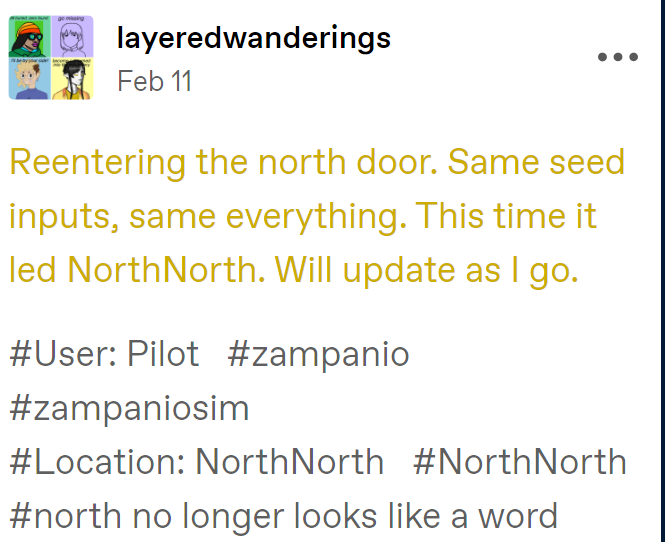 layeredwanderings
Feb 11
Reentering the north door. Same seed
inputs, same everything. This time it
led NorthNorth. Will update as I go.
#User: Pilot #zampanio
#zampaniosim
#Location: NorthNorth #NorthNorth
#north no longer looks like a word